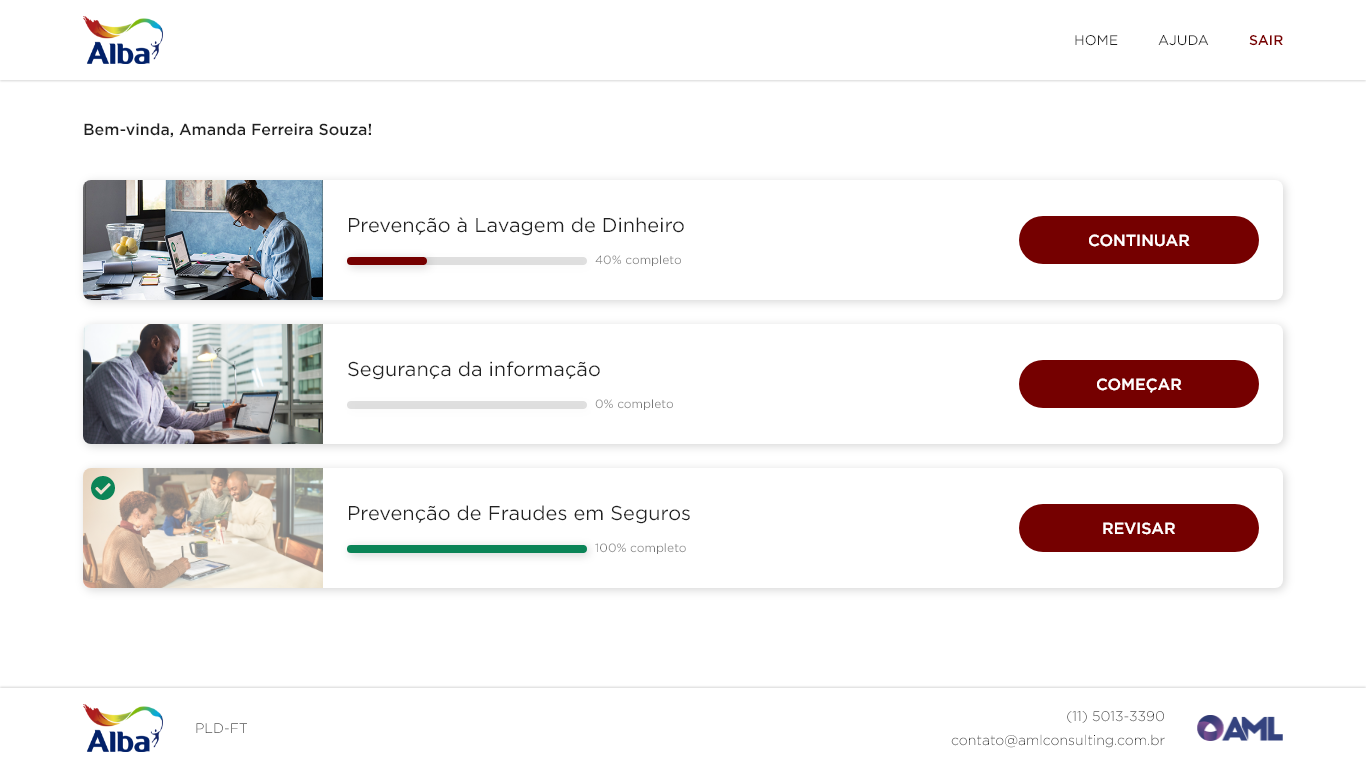 Alba
HOME AJUDA SAIR
Bem-vinda, Amanda Ferreira Souza!
Prevenção à Lavagem de Dinheiro
40% completo
CONTINUAR
Segurança da informação
0% completo
COMEÇAR
Prevenção de Fraudes em Seguros
100% completo
REVISAR
Alba
PLD-FT
(11) 5013-3390
contato@amlconsulting.com.br
AML